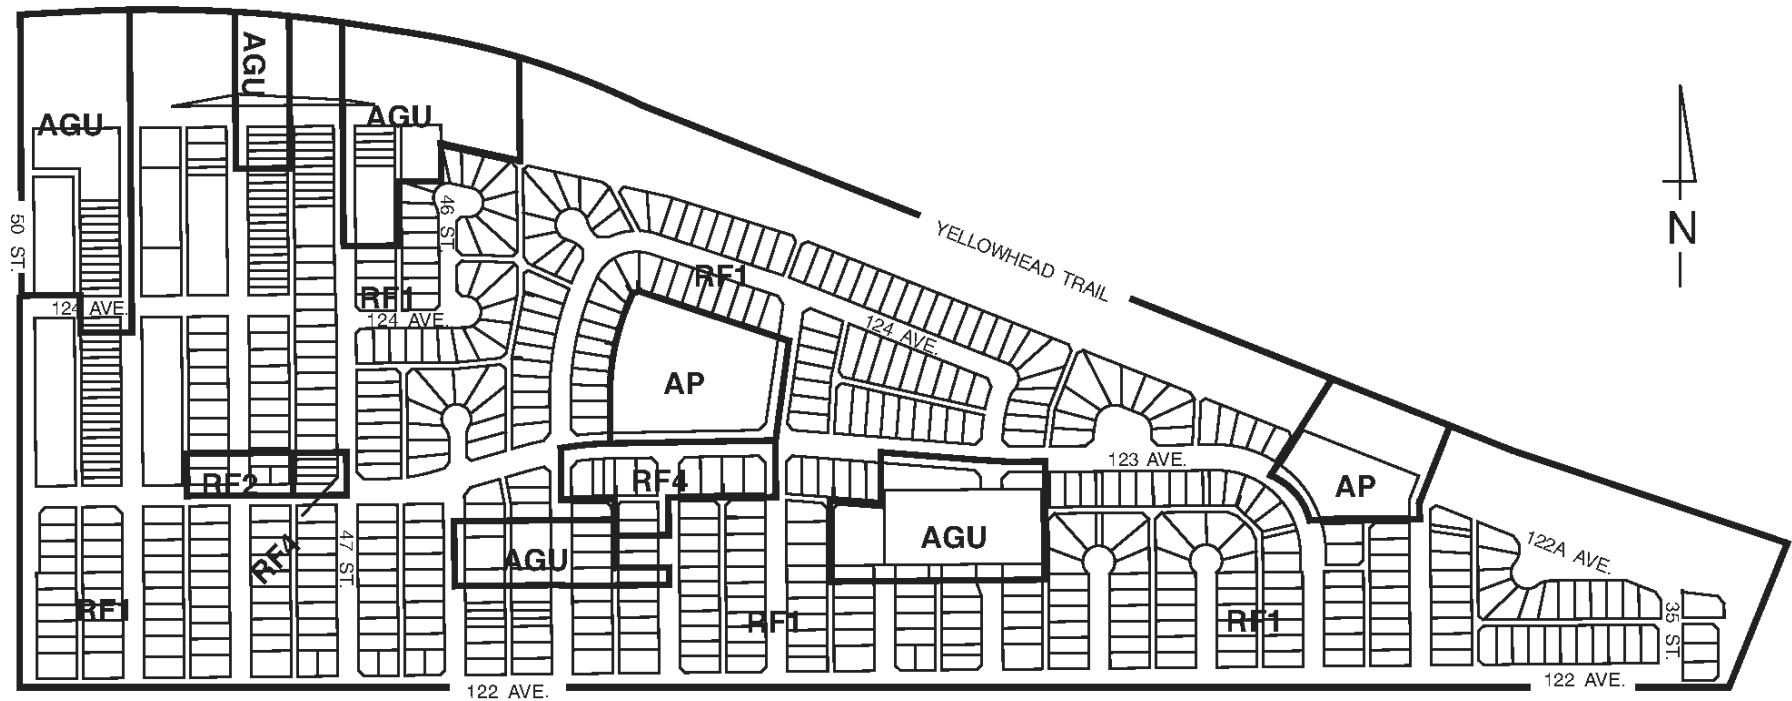 AGU
AGU
AGU
50 ST.
46 ST.
YELLOWHEAD TRAIL
N
RF1
RF1
124 AVE.
124 AVE.
124 AVE.
AP
123 AVE.
RF2
RF4
AP
RF4
47 ST.
AGU
AGU
122A AVE.
RF1
RF1
RF1
35 ST.
122 AVE.
122 AVE.